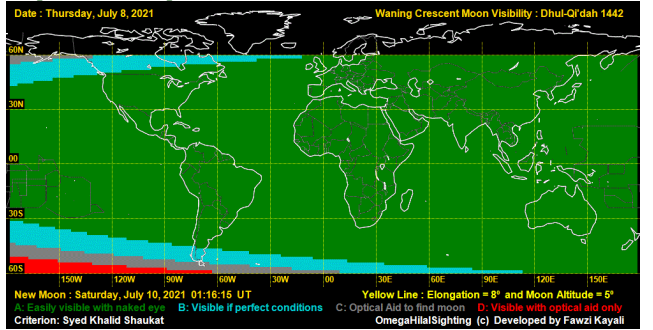 Date : Thursday, July 8, 2021 Waning Crescent Moon Visibility : Dhul-Qi'dah 1442
60N
30N
00
30S
60S
150W 120W 90W 60W 30W 00 30E 60E 90E 120E 150E
New Moon : Saturday, July 10, 2021 01:16:15 UT Yellow Line : Elongation = 8º and Moon Altitude = 5º
A: Easily visible with naked eye B: Visible if perfect conditions C: Optical Aid to find moon D: Visible with optical aid only
Criterion: Syed Khalid Shaukat OmegaHilalSighting (c) Developed by Fawzi Kayali